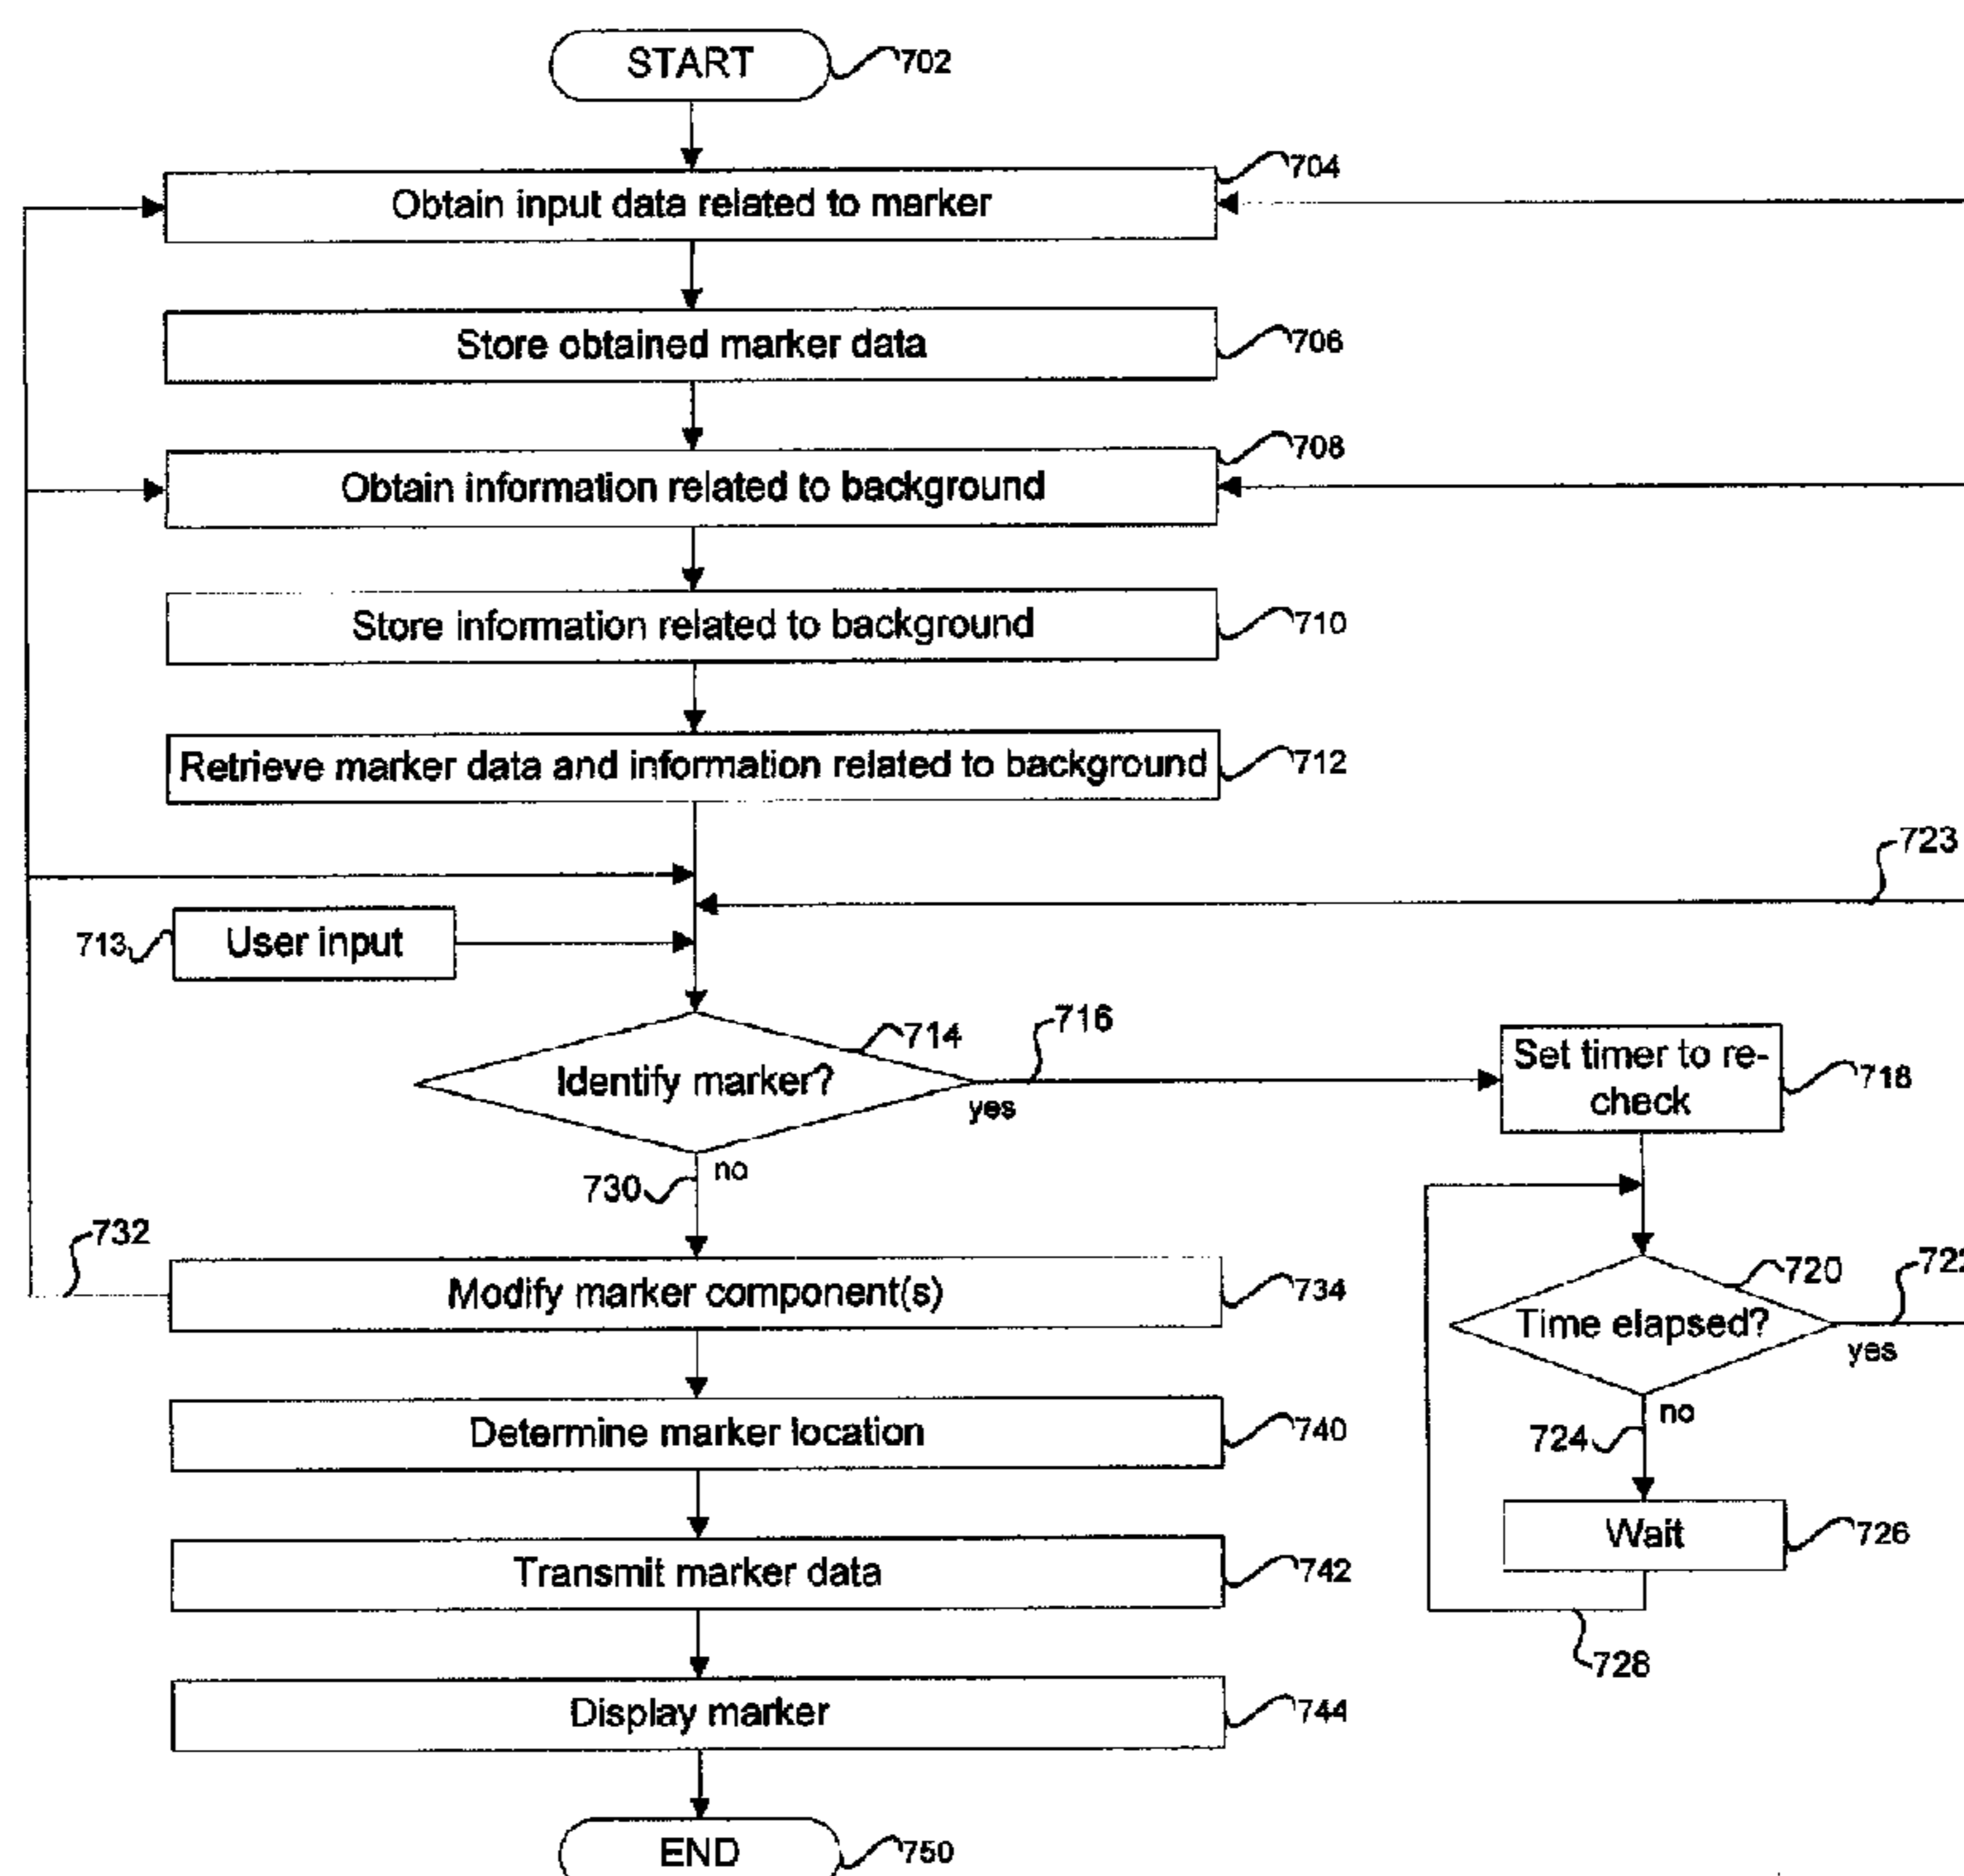 START
702
704
Obtain input data related to marker
Store obtained marker data
706
708
Obtain information related to background
Store information related to background
710
Retrieve marker data and information related to background
712
723
713
User input
714
716
Identify marker?
yes
Set timer to re-
check
718
no
730
732
Modify marker component(s)
734
720
722
Time elapsed?
yes
Determine marker location
740
no
724
Wait
726
Transmit marker data
742
728
Display marker
744
END
750